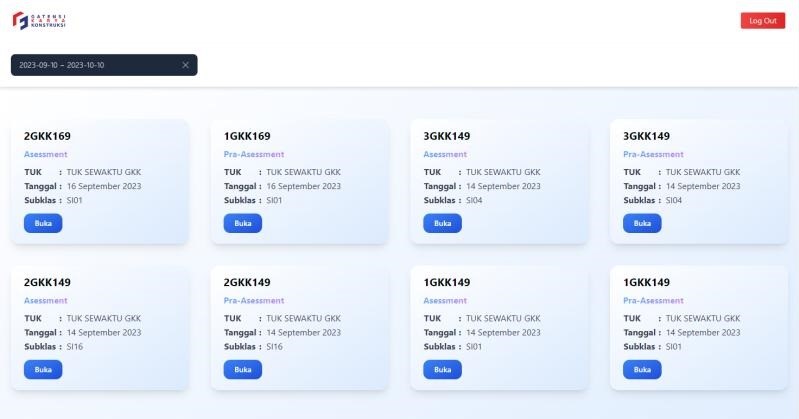 GATENSI
KARYA
KONSTRUKSI
Log Out
2023-09-10 ~ 2023-10-10
2GKK169
Asessment
TUK : TUK SEWAKTU GKK
Tanggal : 16 September 2023
Subklas : SI01
Buka
1GKK169
Pra-Asessment
TUK : TUK SEWAKTU GKK
Tanggal : 16 September 2023
Subklas : SI01
Buka
3GKK149
Asessment
TUK : TUK SEWAKTU GKK
Tanggal : 14 September 2023
Subklas : SI04
Buka
3GKK149
Pra-Asessment
TUK : TUK SEWAKTU GKK
Tanggal : 14 September 2023
Subklas : SI04
Buka
2GKK149
Asessment
TUK : TUK SEWAKTU GKK
Tanggal : 14 September 2023
Subklas : SI16
Buka
2GKK149
Pra-Asessment
TUK : TUK SEWAKTU GKK
Tanggal : 14 September 2023
Subklas : SI16
Buka
1GKK149
Asessment
TUK : TUK SEWAKTU GKK
Tanggal : 14 September 2023
Subklas : SI01
Buka
1GKK149
Pra-Asessment
TUK : TUK SEWAKTU GKK
Tanggal : 14 September 2023
Subklas : SI01
Buka